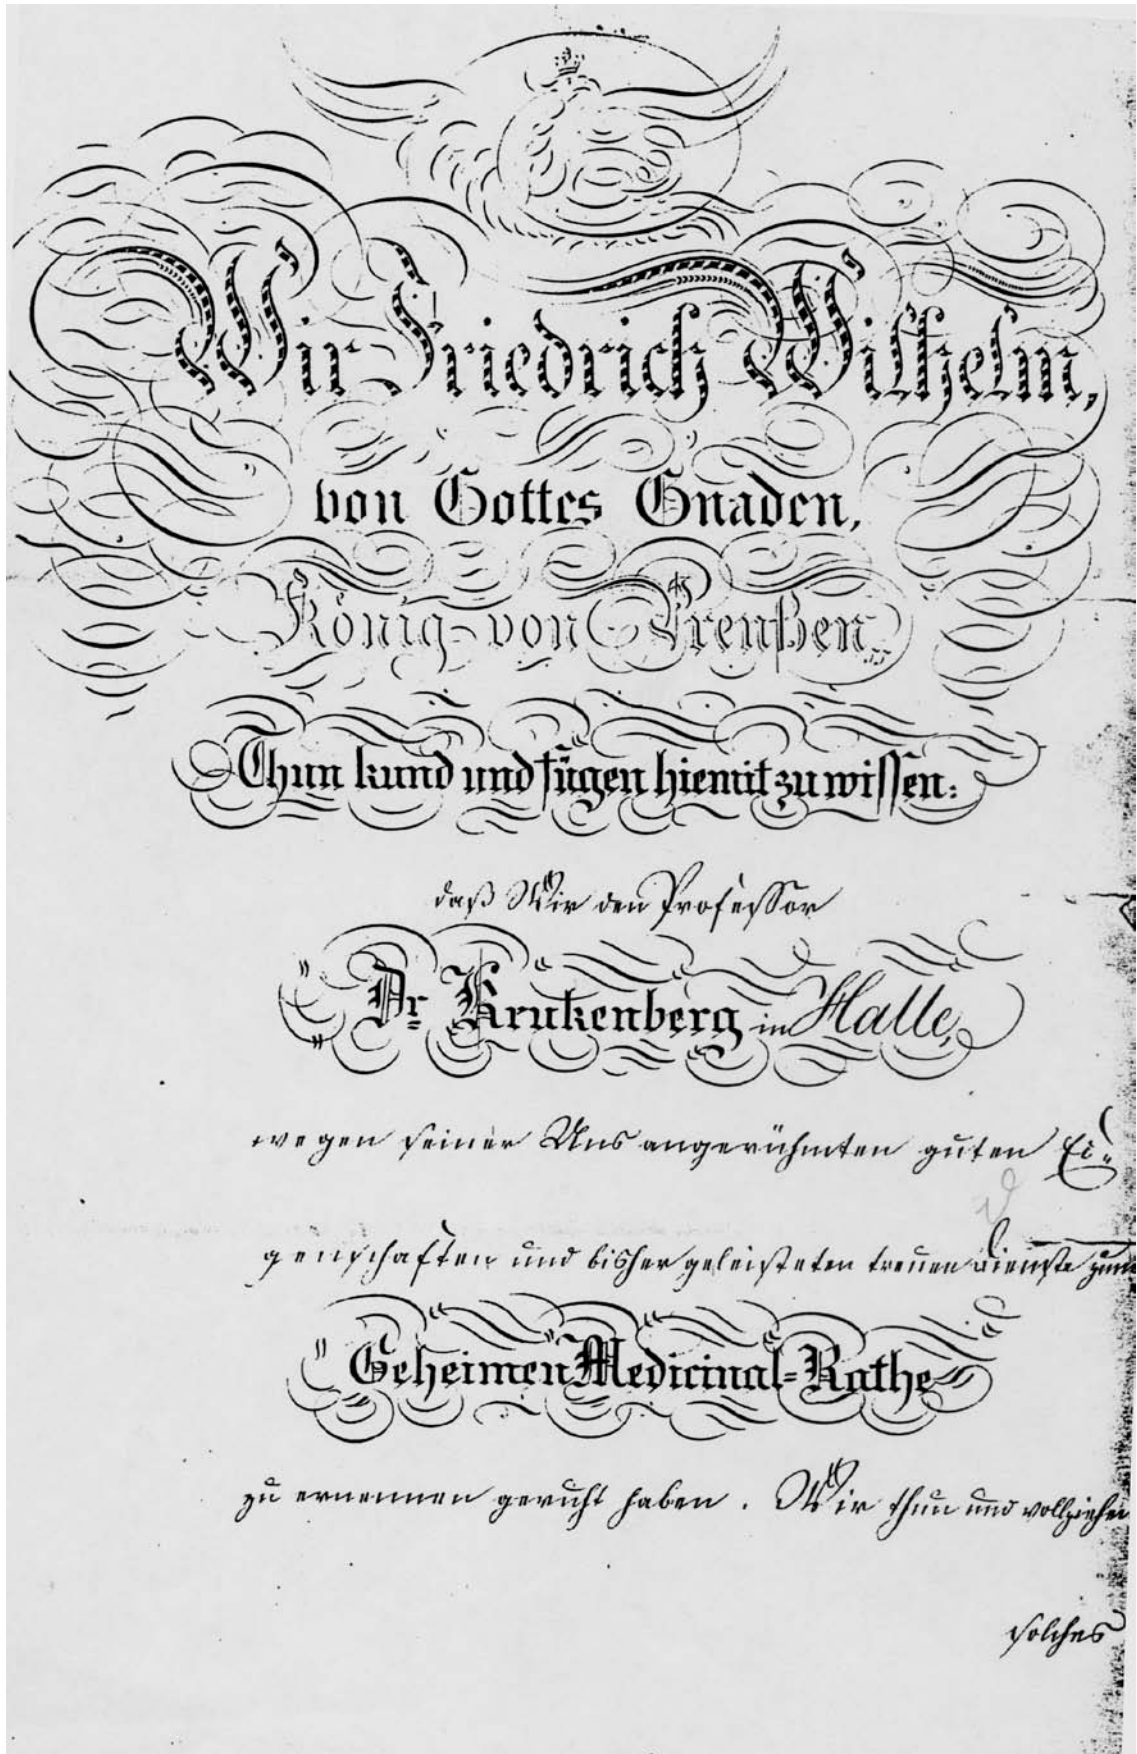 Wir Friedrich Wilhelm,
von Gottes Gnaden,
König von Preußen
Thun kund und fügen hiemit zu wissen:
daß Wir den Professor
Dr Krukenberg in Halle,
wegen seiner Uns angerühmten guten Ei-
genschaften und bisher geleisteten treuen Dienste zum
Geheimen Medicinal-Rathe
zu ernennen geruht haben. Wir thun und vollziehen
solches